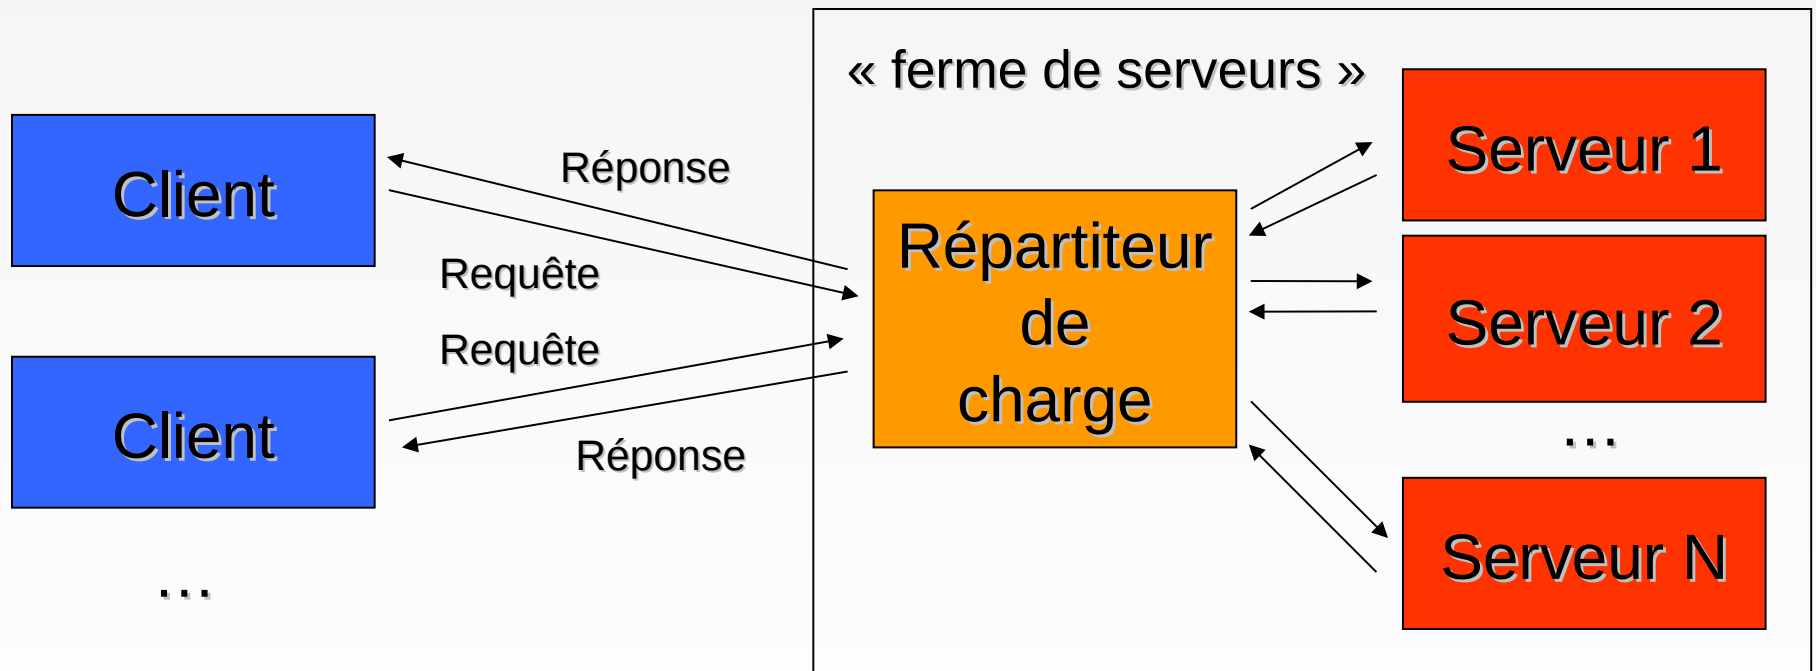 « ferme de serveurs »
Client
Réponse
Requête
Requête
Client
Réponse
…
Répartiteur
de
charge
Serveur 1
Serveur 2
…
Serveur N